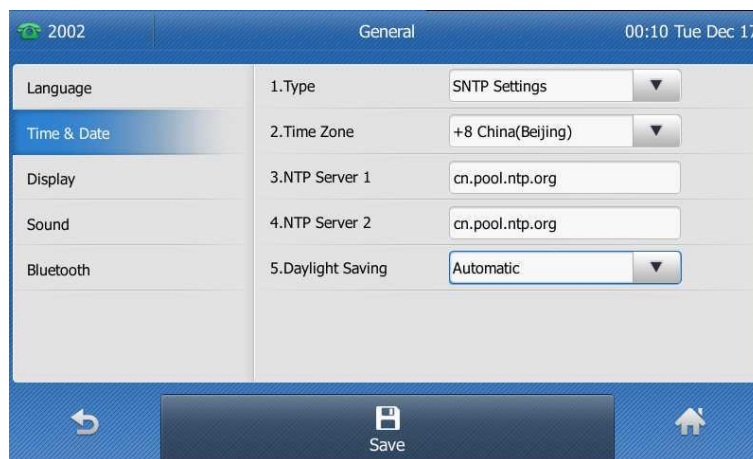 2002
General
00:10 Tue Dec 17
Language
Time & Date
Display
Sound
Bluetooth
1.Type
SNTP Settings
2.Time Zone
+8 China(Beijing)
3.NTP Server 1
cn.pool.ntp.org
4.NTP Server 2
cn.pool.ntp.org
5.Daylight Saving
Automatic
Save